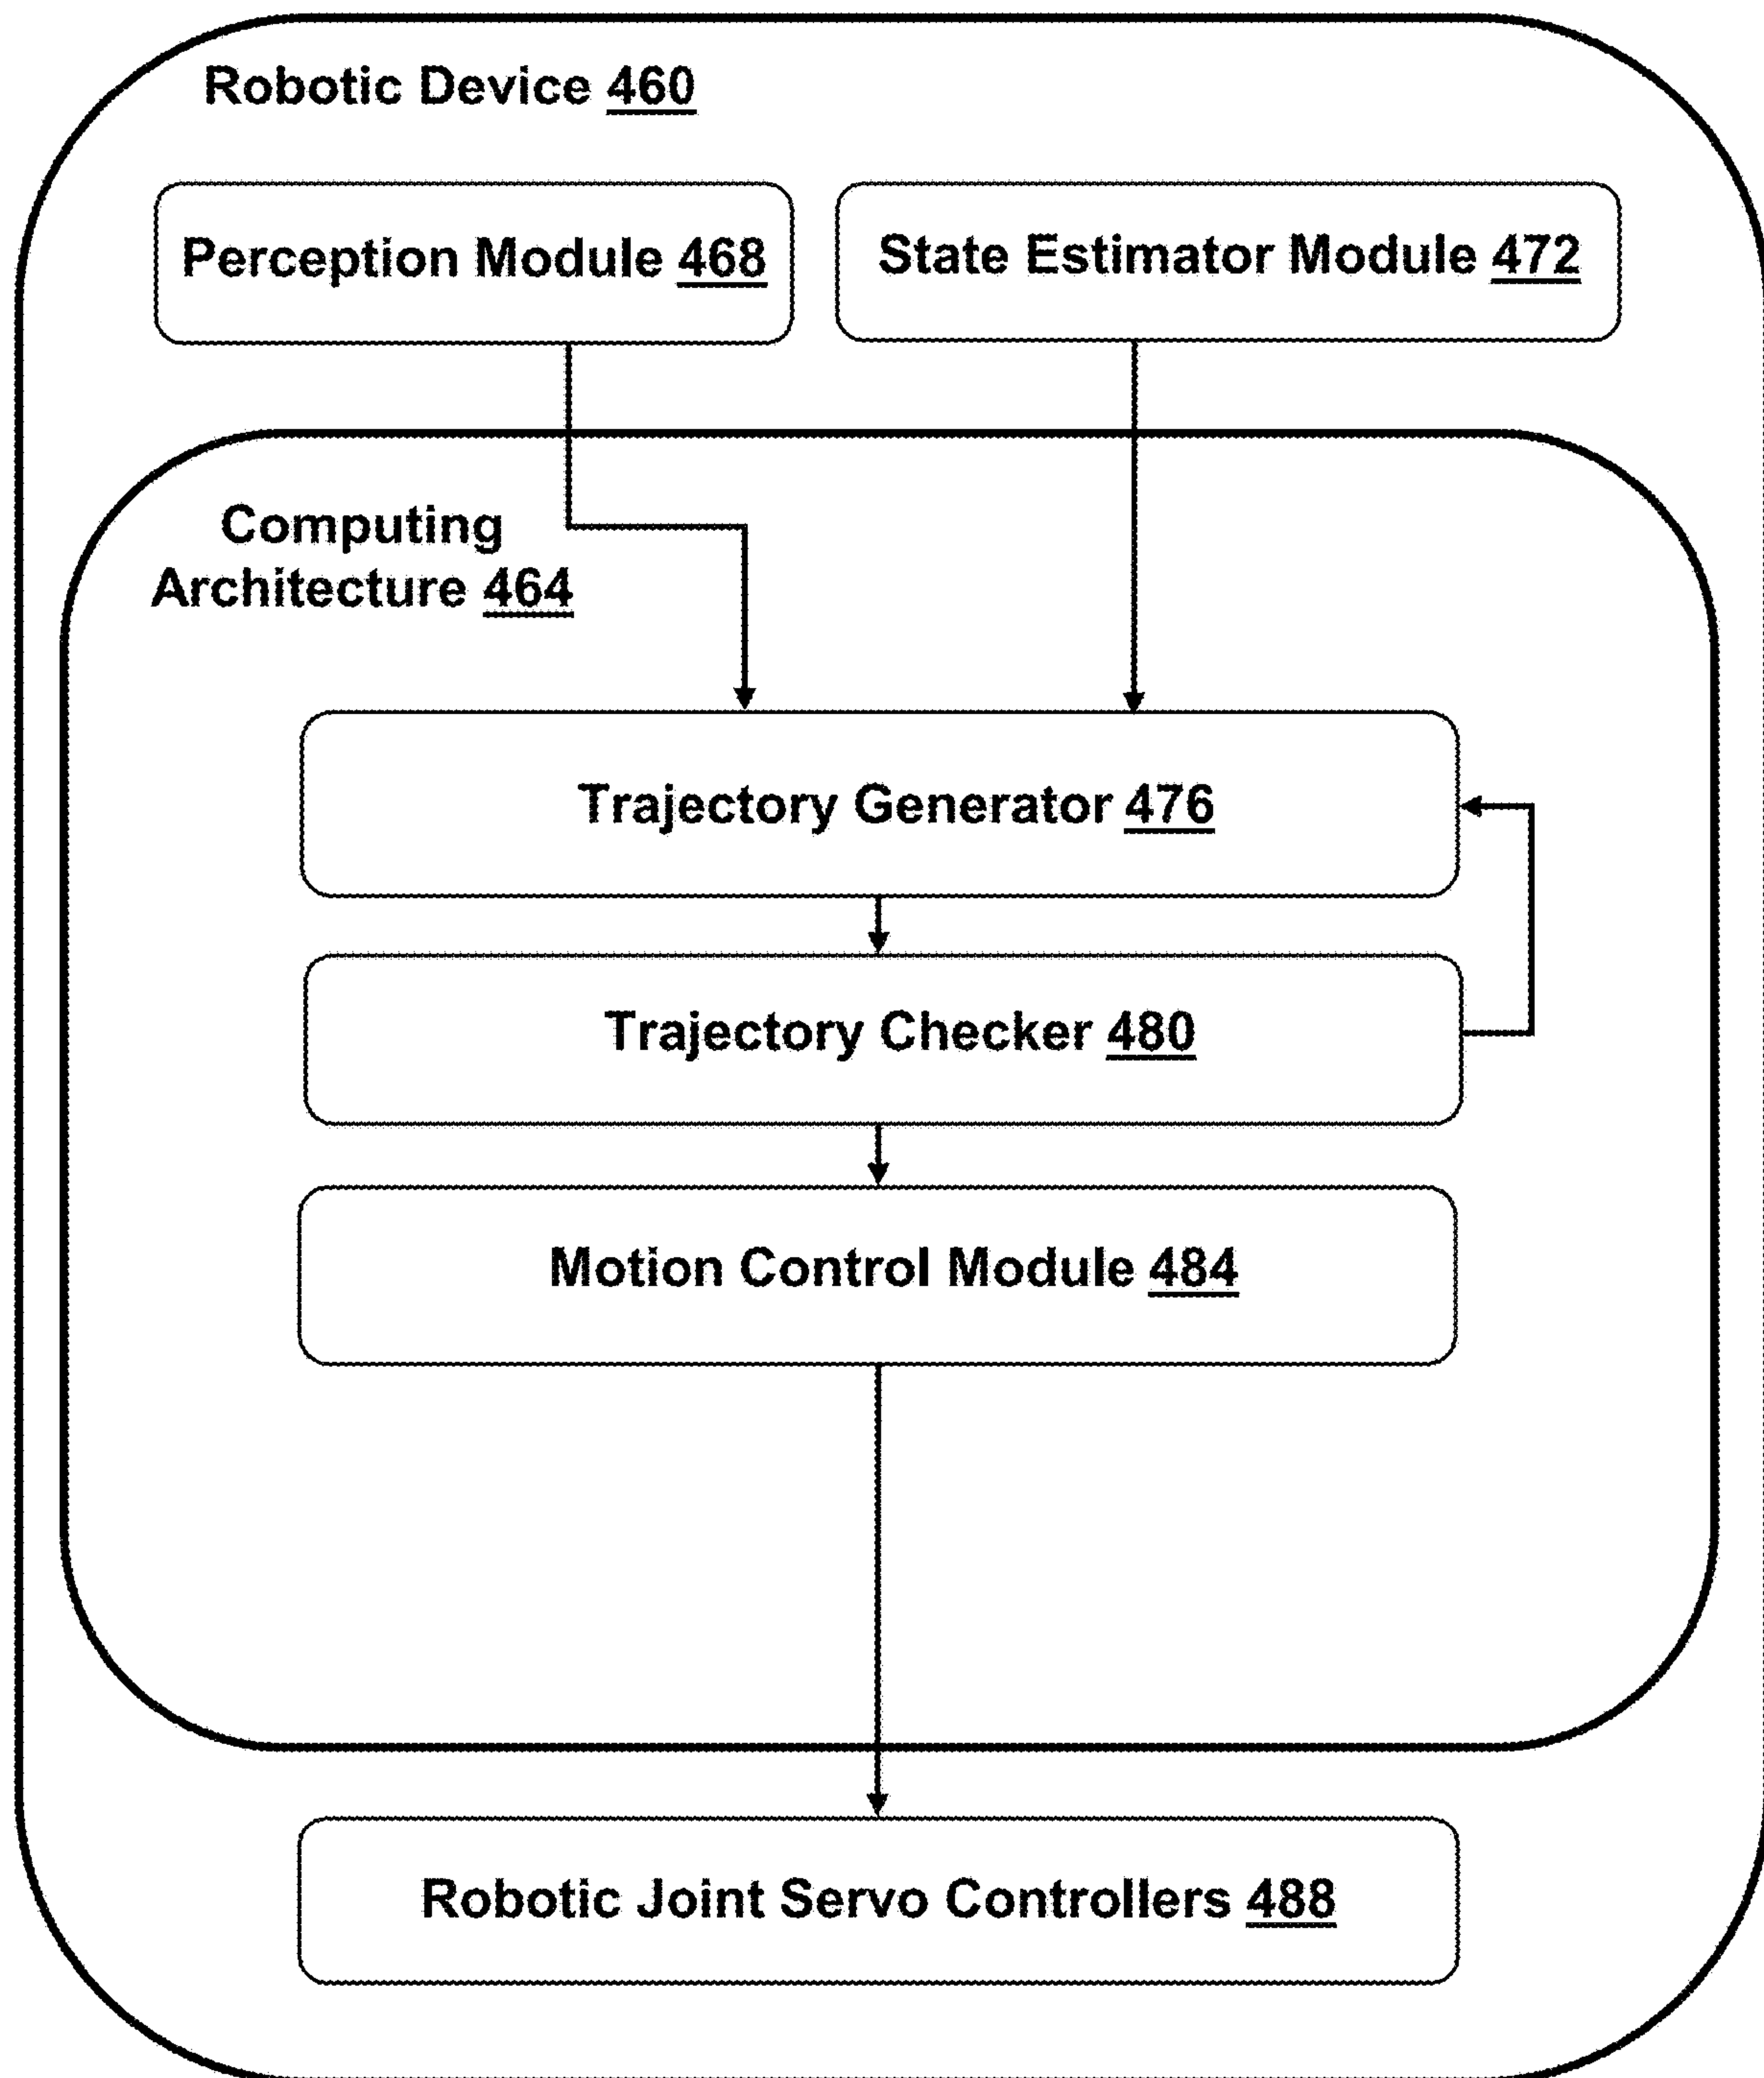 Robotic Device 460
Perception Module 468
State Estimator Module 472
Computing
Architecture 464
Trajectory Generator 476
Trajectory Checker 480
Motion Control Module 484
Robotic Joint Servo Controllers 488